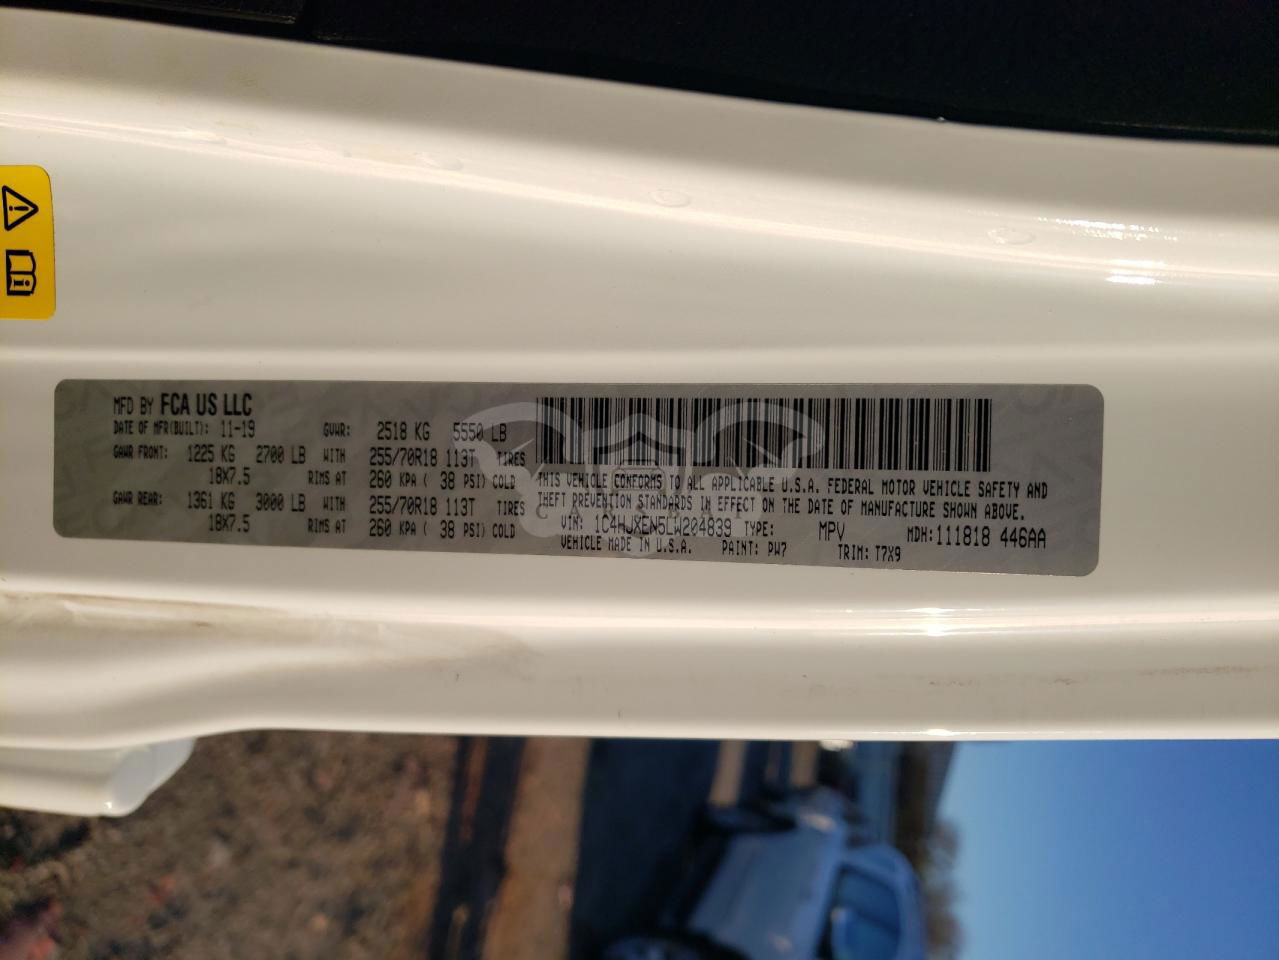 MFD BY FCA US LLC
DATE OF MFR(BUILT): 11-19 GVWR: 2518 KG 5550 LB
GAWR FRONT: 1225 KG 2700 LB WITH 255/70R18 113T TIRES
18X7.5 RIMS AT 260 KPA ( 38 PSI) COLD
GAWR REAR: 1361 KG 3000 LB WITH 255/70R18 113T TIRES
18X7.5 RIMS AT 260 KPA ( 38 PSI) COLD
THIS VEHICLE CONFORMS TO ALL APPLICABLE U.S.A. FEDERAL MOTOR VEHICLE SAFETY AND
THEFT PREVENTION STANDARDS IN EFFECT ON THE DATE OF MANUFACTURE SHOWN ABOVE.
VIN: 1C4HJXEN5LW204839 TYPE: MPV MDH:111818 446AA
VEHICLE MADE IN U.S.A. PAINT: PW7 TRIM: T7X9